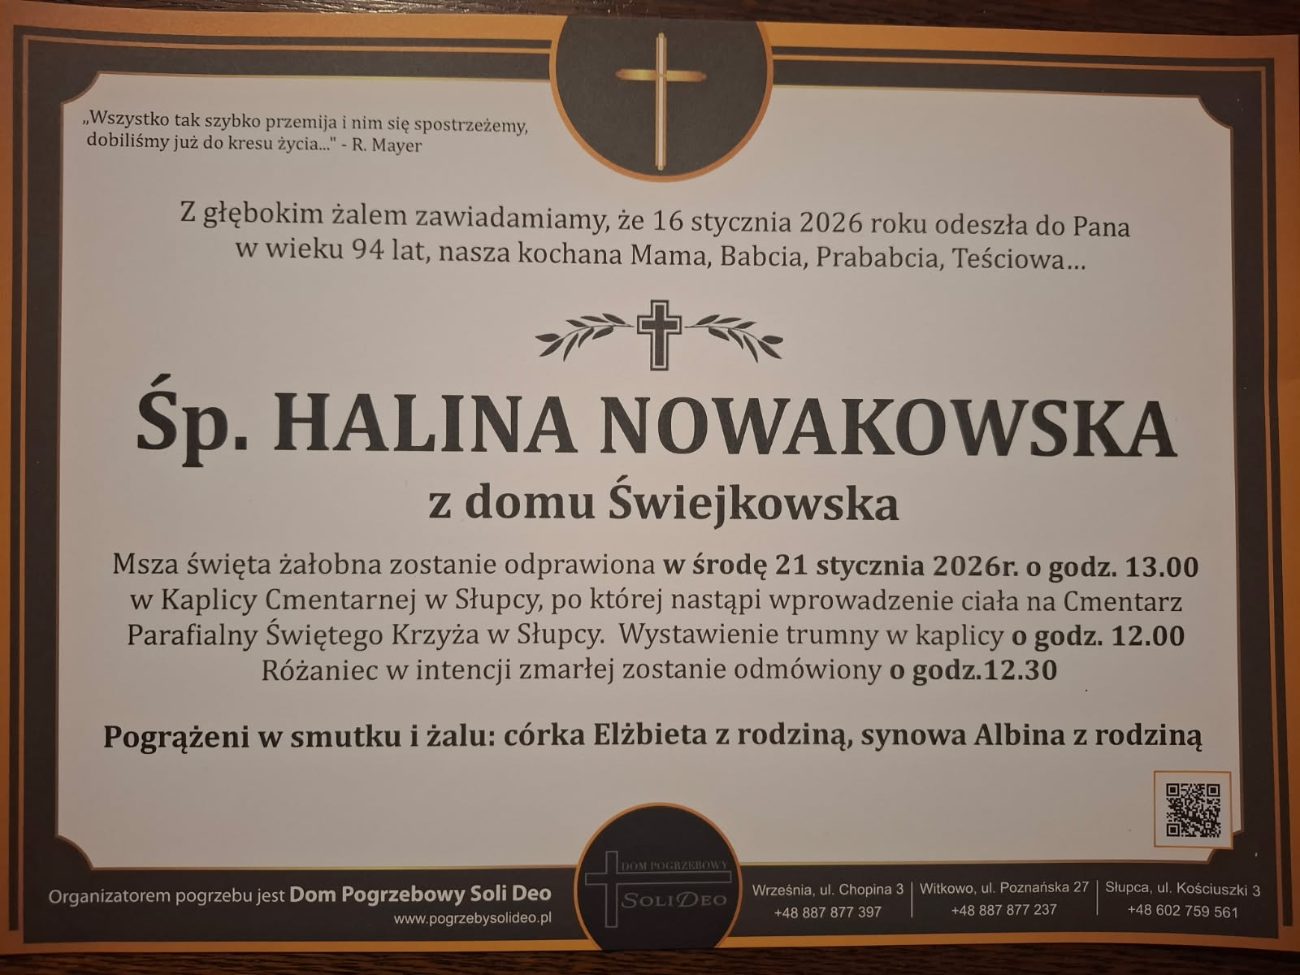 „Wszystko tak szybko przemija i nim się spostrzeżemy,
dobiliśmy już do kresu życia..." - R. Mayer
Z głębokim żalem zawiadamiamy, że 16 stycznia 2026 roku odeszła do Pana
w wieku 94 lat, nasza kochana Mama, Babcia, Prababcia, Teściowa...
Śp. HALINA NOWAKOWSKA
z domu Świejkowska
Msza święta żałobna zostanie odprawiona w środę 21 stycznia 2026r. o godz. 13.00
w Kaplicy Cmentarnej w Słupcy, po której nastąpi wprowadzenie ciała na Cmentarz
Parafialny Świętego Krzyża w Słupcy. Wystawienie trumny w kaplicy o godz. 12.00
Różaniec w intencji zmarłej zostanie odmówiony o godz.12.30
Pogrążeni w smutku i żalu: córka Elżbieta z rodziną, synowa Albina z rodziną
Organizatorem pogrzebu jest Dom Pogrzebowy Soli Deo
www.pogrzebysolideo.pl
DOM POGRZEBOWY
SOLI DEO
Września, ul. Chopina 3
+48 887 877 397
Witkowo, ul. Poznańska 27
+48 887 877 237
Słupca, ul. Kościuszki 3
+48 602 759 561